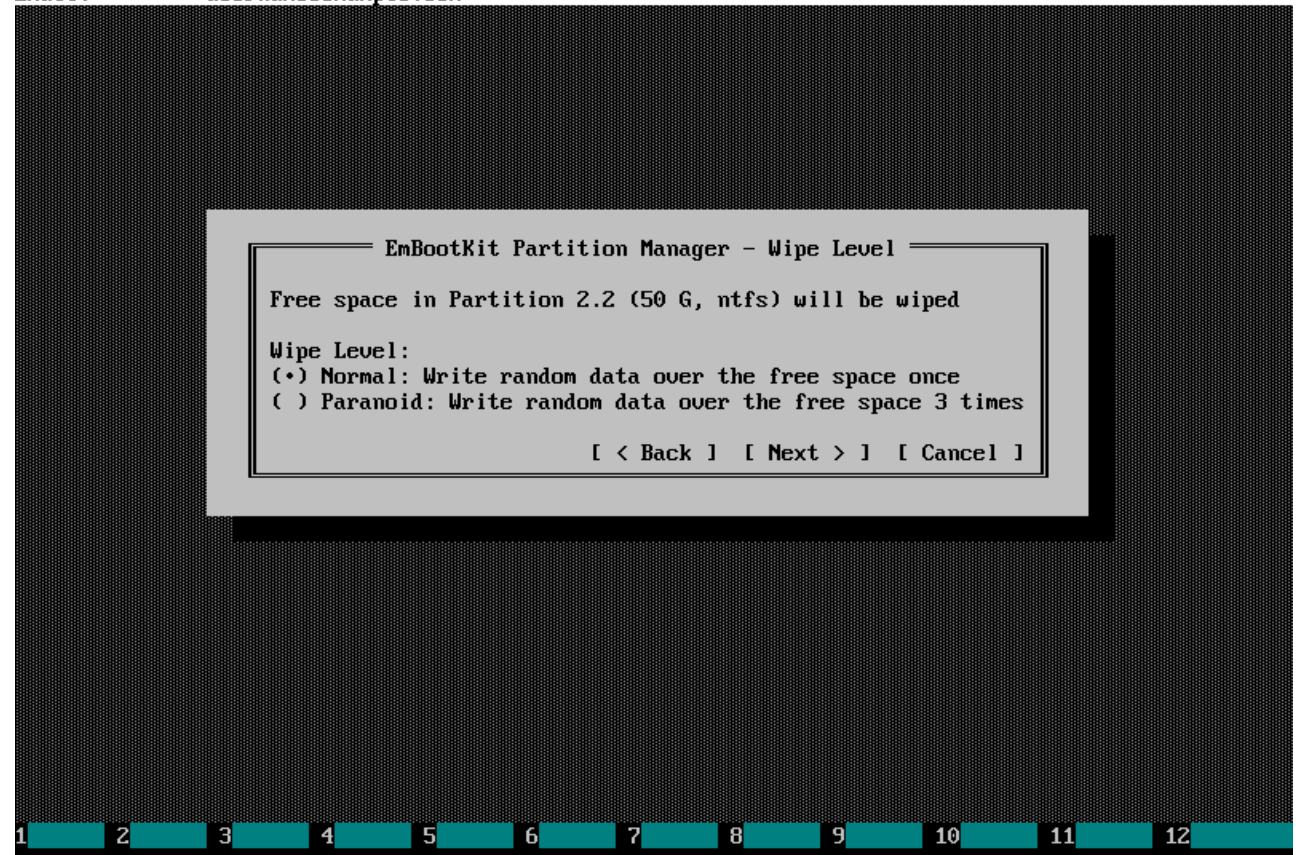 EmBootKit Partition Manager - Wipe Level
Free space in Partition 2.2 (50 G, ntfs) will be wiped
Wipe Level:
(•) Normal: Write random data over the free space once
( ) Paranoid: Write random data over the free space 3 times
[ < Back ] [ Next > ] [ Cancel ]
1 2 3 4 5 6 7 8 9 10 11 12